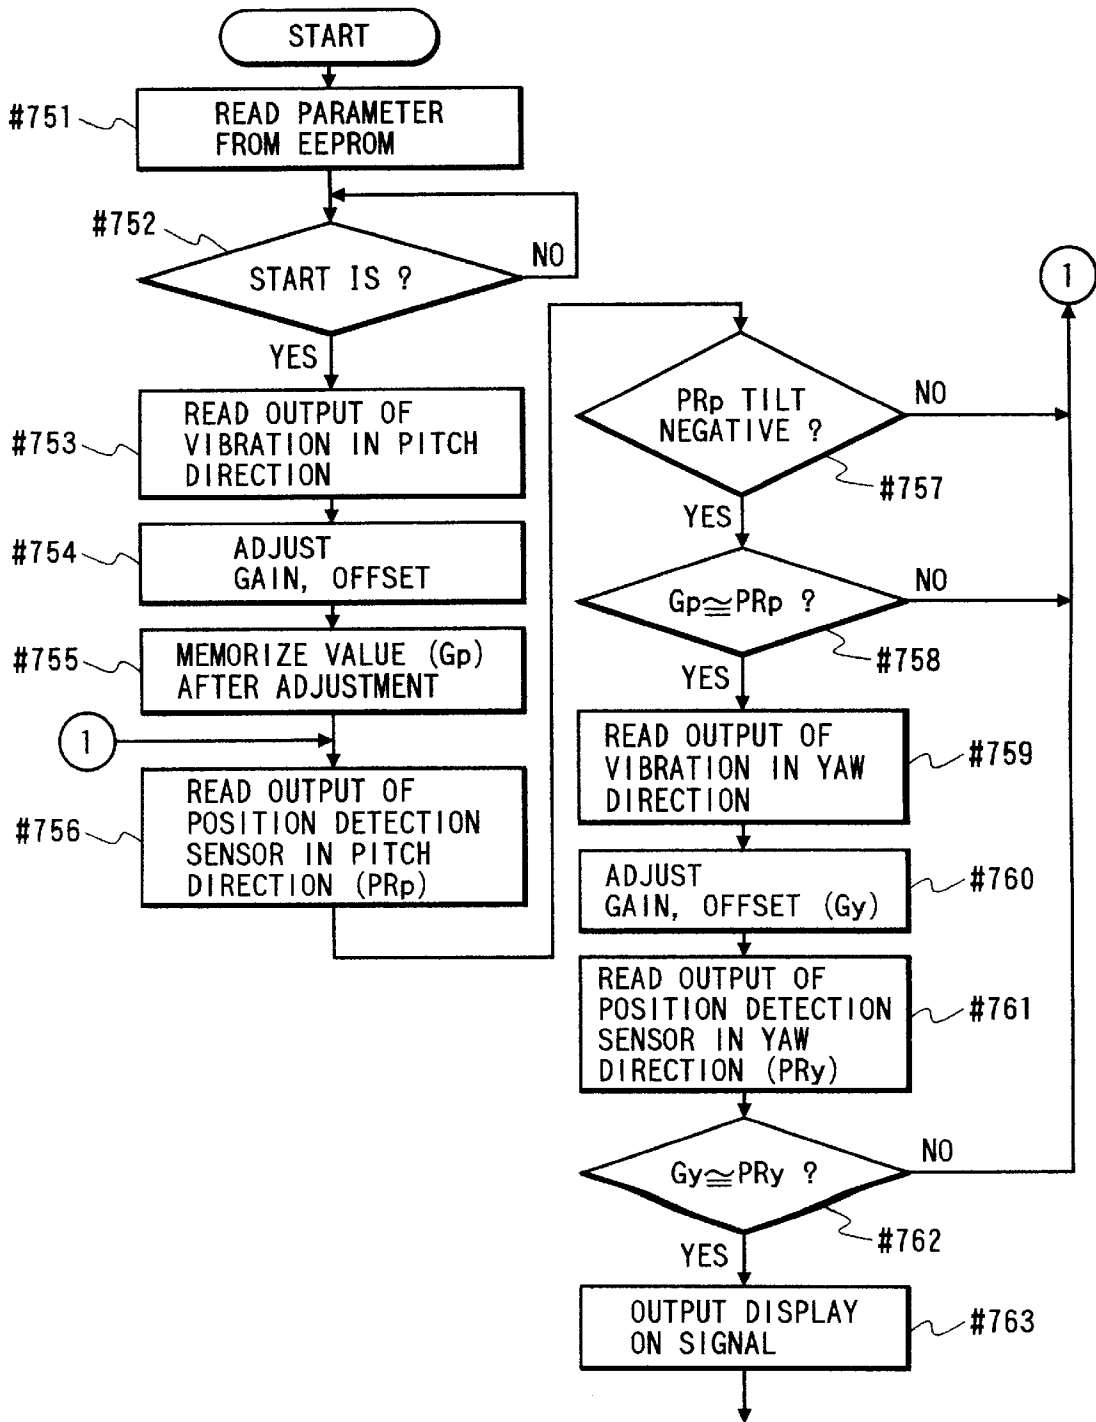 START
#751
READ PARAMETER
FROM EEPROM
#752
START IS ?
NO
YES
#753
READ OUTPUT OF
VIBRATION IN PITCH
DIRECTION
#754
ADJUST
GAIN, OFFSET
#755
MEMORIZE VALUE (Gp)
AFTER ADJUSTMENT
1
#756
READ OUTPUT OF
POSITION DETECTION
SENSOR IN PITCH
DIRECTION (PRp)
1
PRp TILT
NEGATIVE ?
NO
#757
YES
Gp≅PRp ?
NO
#758
YES
READ OUTPUT OF
VIBRATION IN YAW
DIRECTION
#759
ADJUST
GAIN, OFFSET (Gy)
#760
READ OUTPUT OF
POSITION DETECTION
SENSOR IN YAW
DIRECTION (PRy)
#761
Gy≅PRy ?
NO
#762
YES
OUTPUT DISPLAY
ON SIGNAL
#763